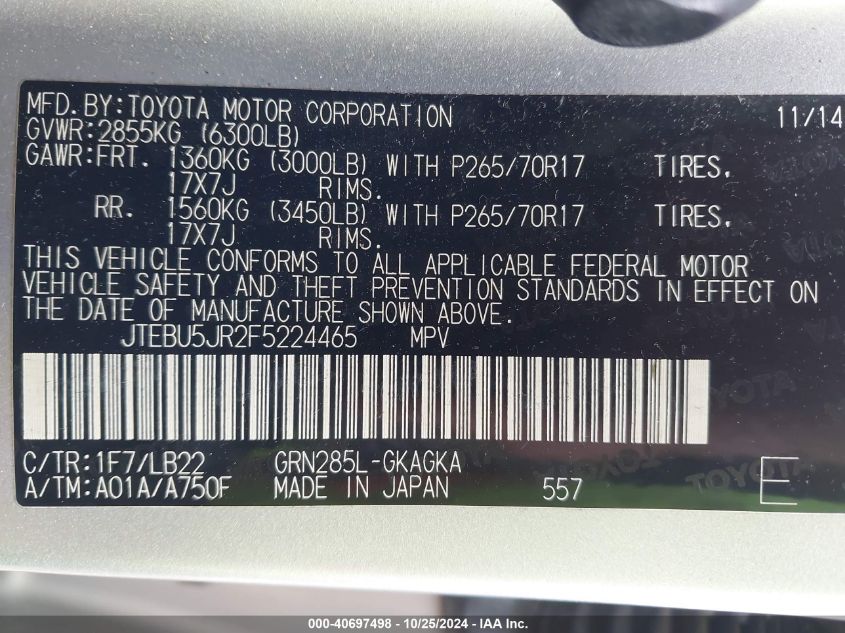 MFD. BY: TOYOTA MOTOR CORPORATION 11/14
GVWR: 2855KG (6300LB)
GAWR: FRT. 1360KG (3000LB) WITH P265/70R17 TIRES.
17X7J RIMS.
RR. 1560KG (3450LB) WITH P265/70R17 TIRES.
17X7J RIMS.
THIS VEHICLE CONFORMS TO ALL APPLICABLE FEDERAL MOTOR
VEHICLE SAFETY AND THEFT PREVENTION STANDARDS IN EFFECT ON
THE DATE OF MANUFACTURE SHOWN ABOVE.
JTEBU5JR2F5224465 MPV
TOYOTA
C/TR: 1F7/LB22 GRN285L-GKAGKA
A/TM: A01A/A750F MADE IN JAPAN 557 E
TOYOTA
000-40697498 - 10/25/2024 - IAA Inc.